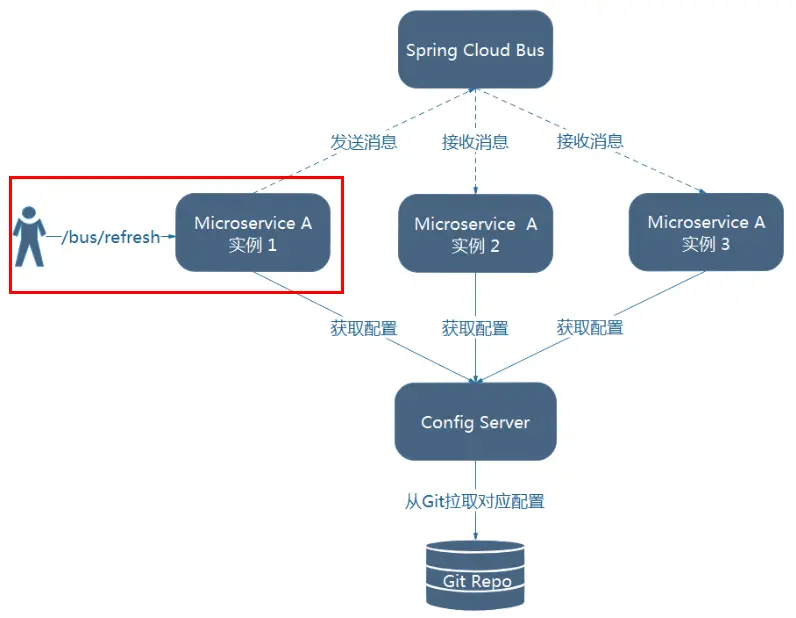 Spring Cloud Bus
发送消息
接收消息
接收消息
/bus/refresh
Microservice A
实例 1
Microservice A
实例 2
Microservice A
实例 3
获取配置
获取配置
获取配置
Config Server
从Git拉取对应配置
Git Repo